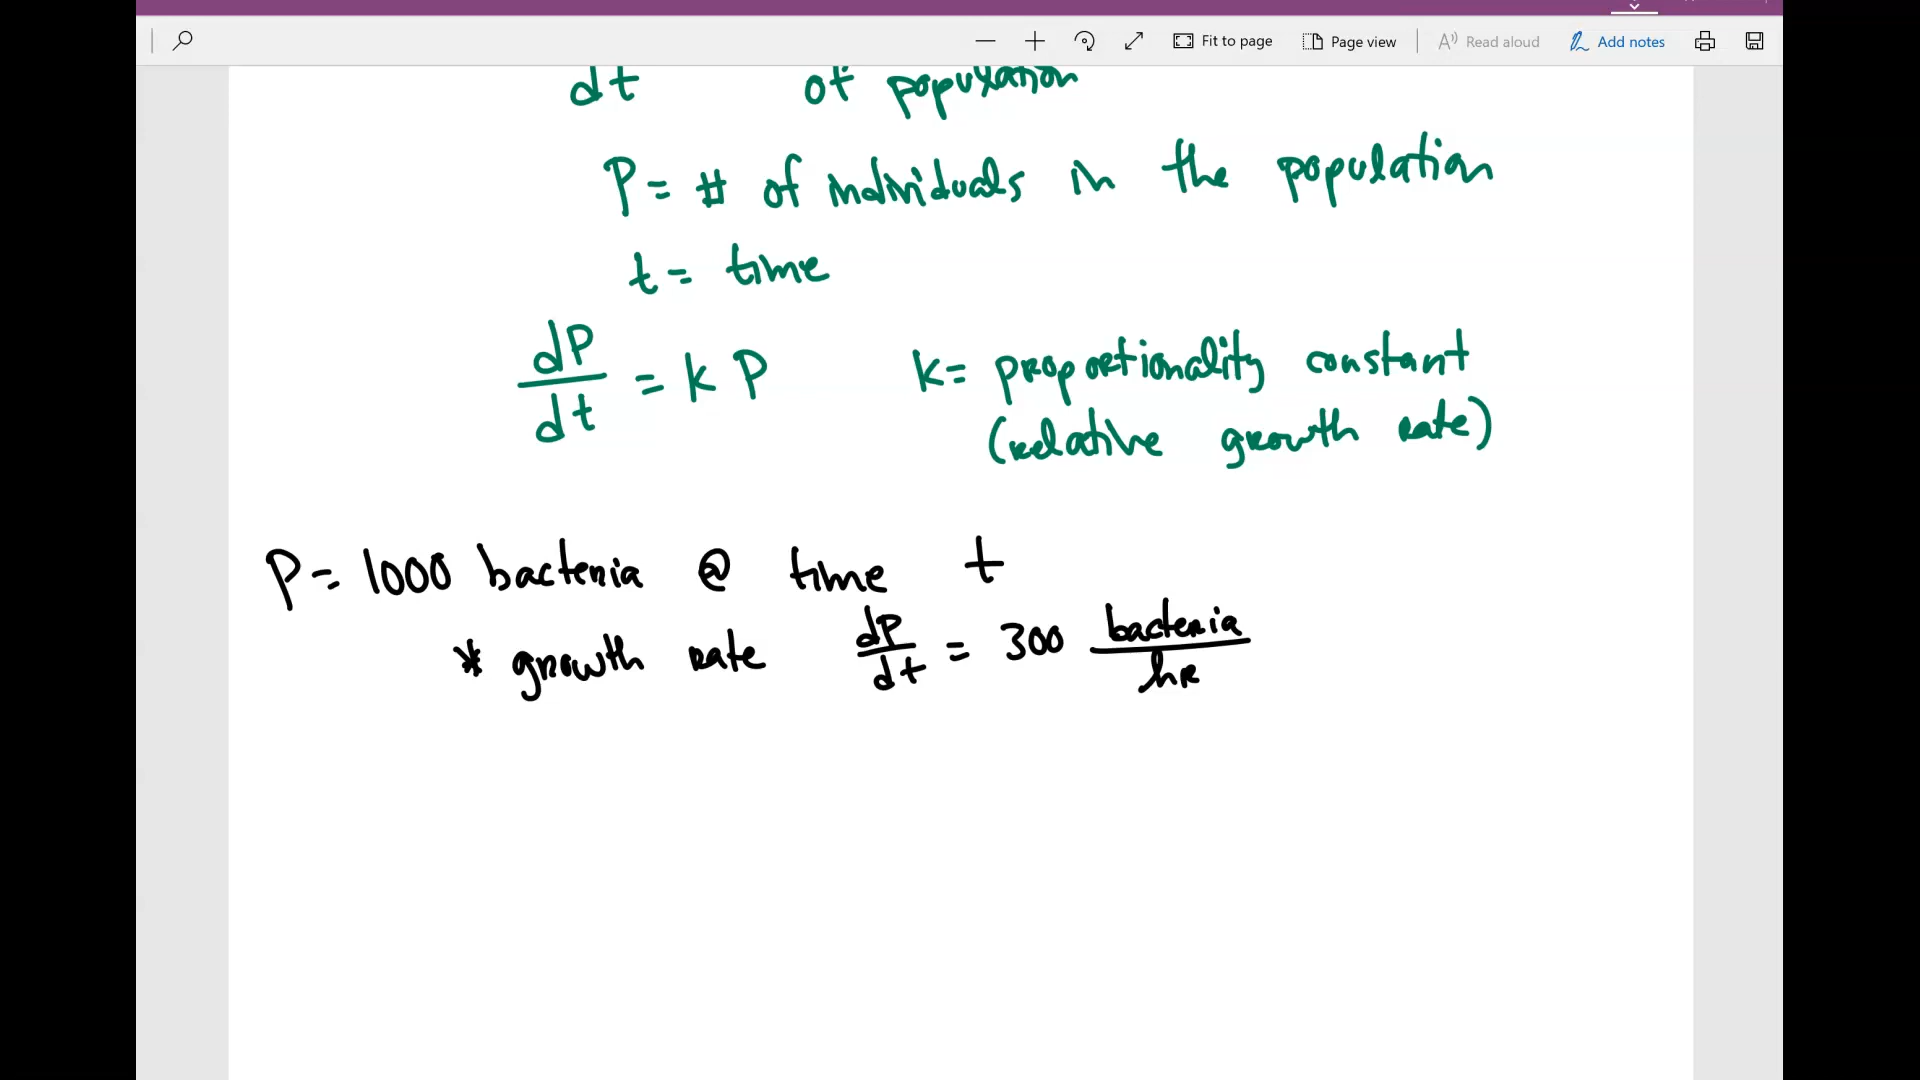 Fit to page Page view Read aloud Add notes
dt of population
P = # of individuals in the population
t = time
dP/dt = k P k = proportionality constant
(relative growth rate)
P = 1000 bacteria @ time t
* growth rate dP/dt = 300 bacteria/hr